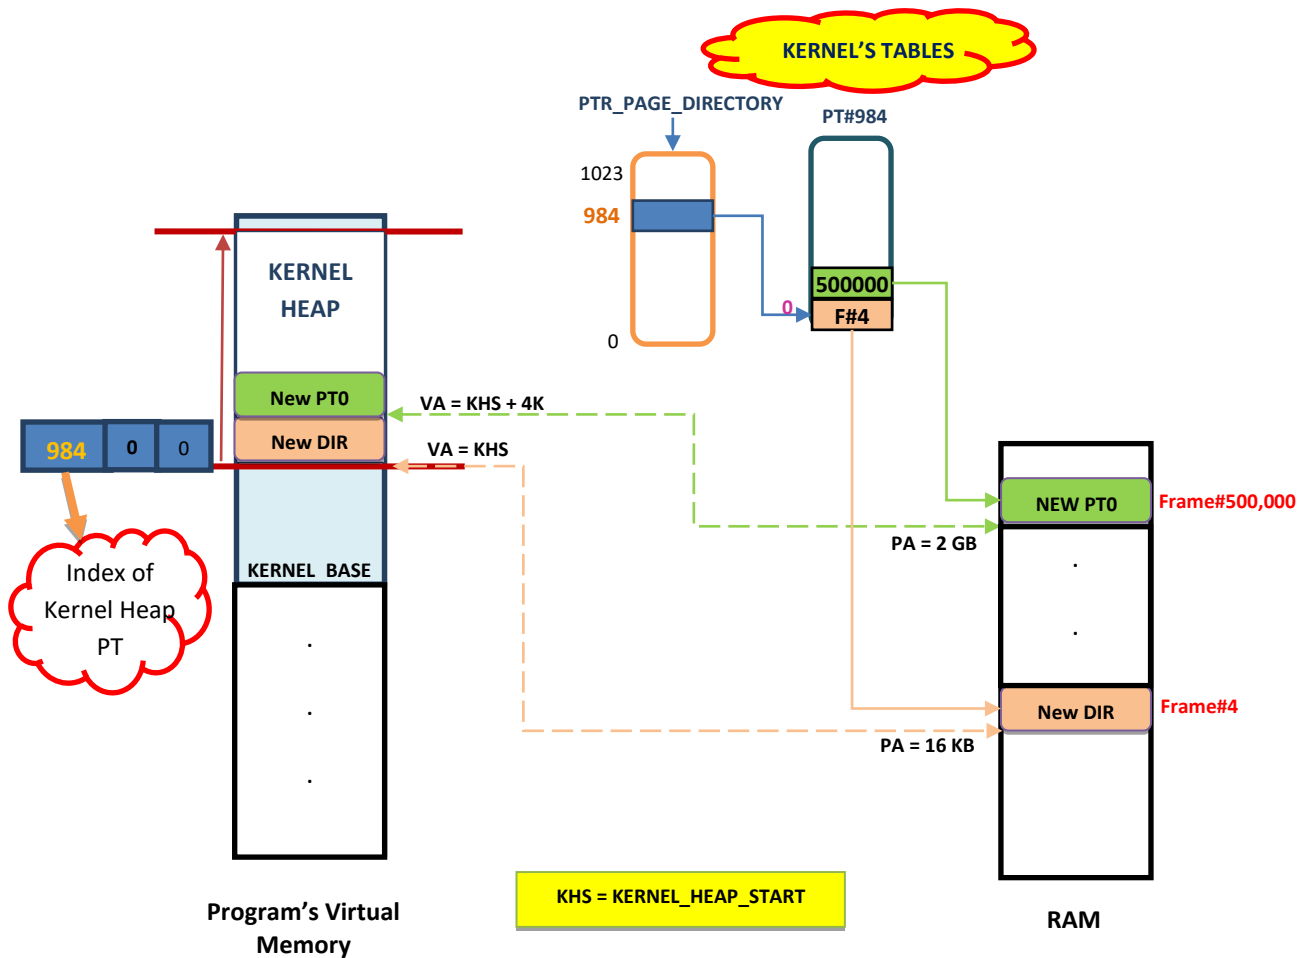 KERNEL'S TABLES
PTR_PAGE_DIRECTORY
PT#984
1023
984
0
500000
0
F#4
KERNEL
HEAP
New PT0
New DIR
VA = KHS + 4K
VA = KHS
984 0 0
Index of
Kernel Heap
PT
KERNEL_BASE
.
.
.
NEW PT0
Frame#500,000
PA = 2 GB
.
.
New DIR
Frame#4
PA = 16 KB
KHS = KERNEL_HEAP_START
Program's Virtual
Memory
RAM